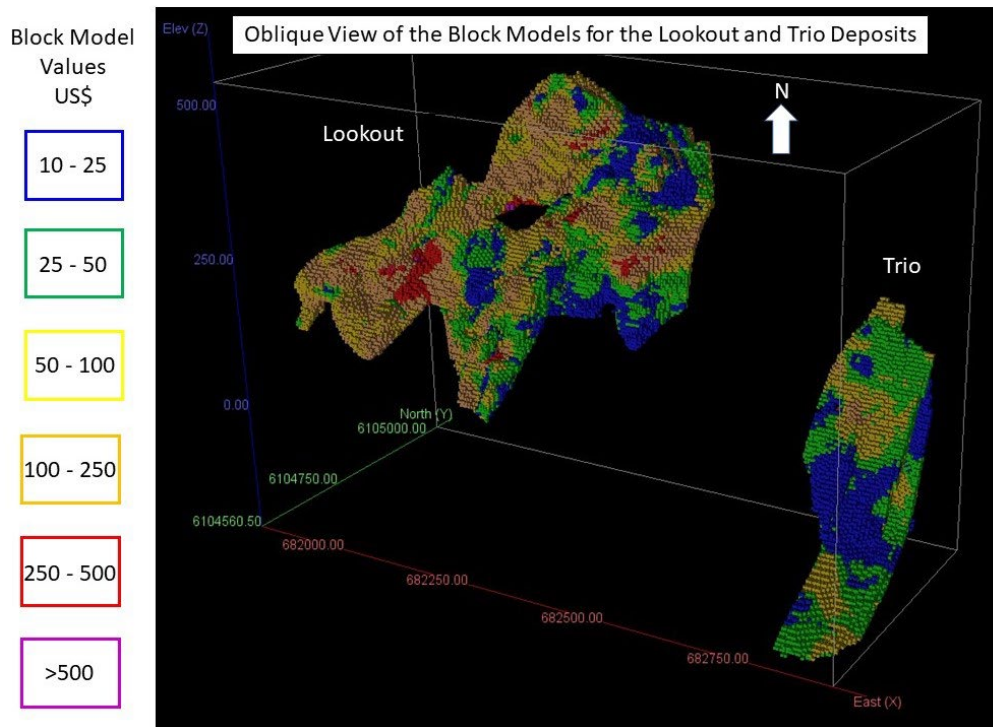 Block Model
Values
US$
10 - 25
25 - 50
50 - 100
100 - 250
250 - 500
>500
Oblique View of the Block Models for the Lookout and Trio Deposits
Elev (Z)
N
500.00
Lookout
250.00
Trio
0.00
North (Y)
6105000.00
6104750.00
6104560.50
682000.00
682250.00
682500.00
682750.00
East (X)